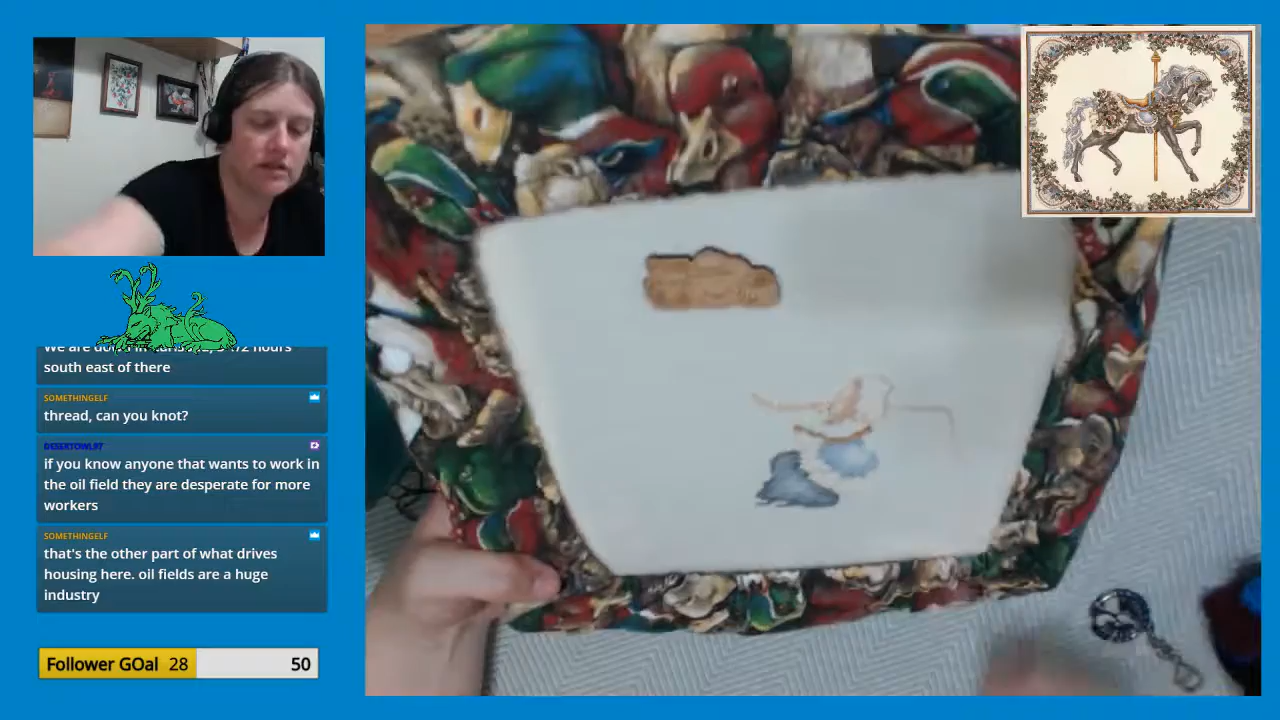 south east of there
SOMETHINGELF
thread, can you knot?
DESERTOWL97
if you know anyone that wants to work in
the oil field they are desperate for more
workers
SOMETHINGELF
that's the other part of what drives
housing here. oil fields are a huge
industry
Follower GOal 28 50